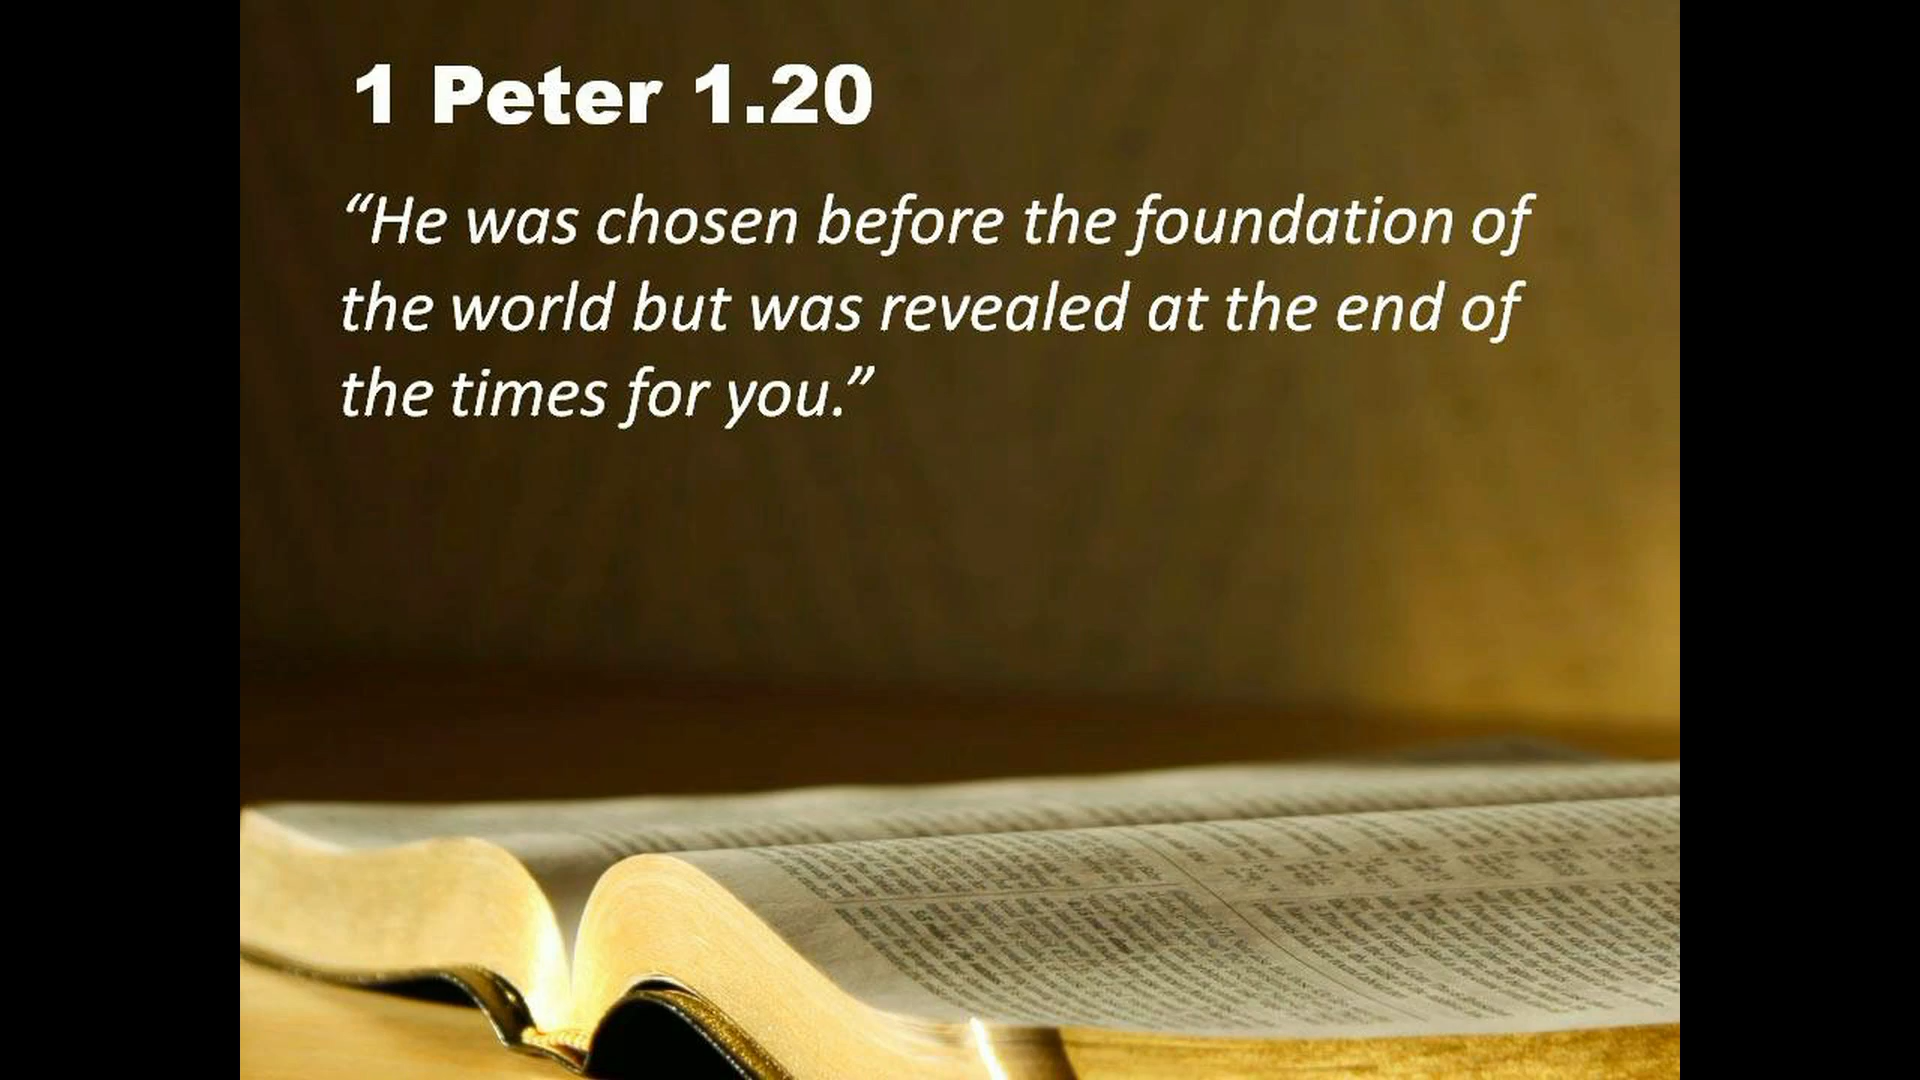 1 Peter 1.20
“He was chosen before the foundation of
the world but was revealed at the end of
the times for you.”